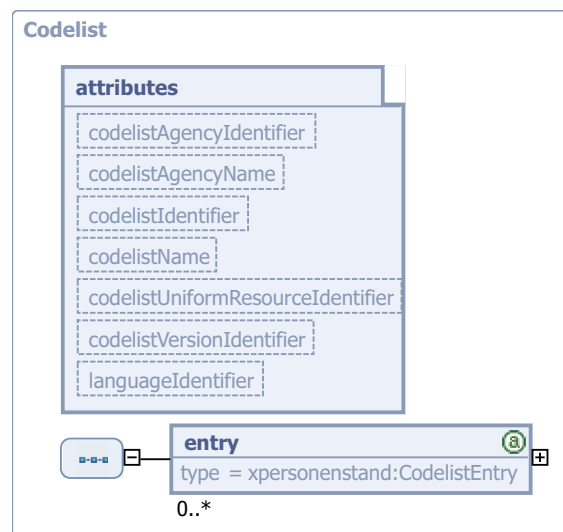 Codelist
attributes
codelistAgencyIdentifier
codelistAgencyName
codelistIdentifier
codelistName
codelistUniformResourceIdentifier
codelistVersionIdentifier
languageIdentifier
entry @
type = xpersonenstand:CodelistEntry
0..*